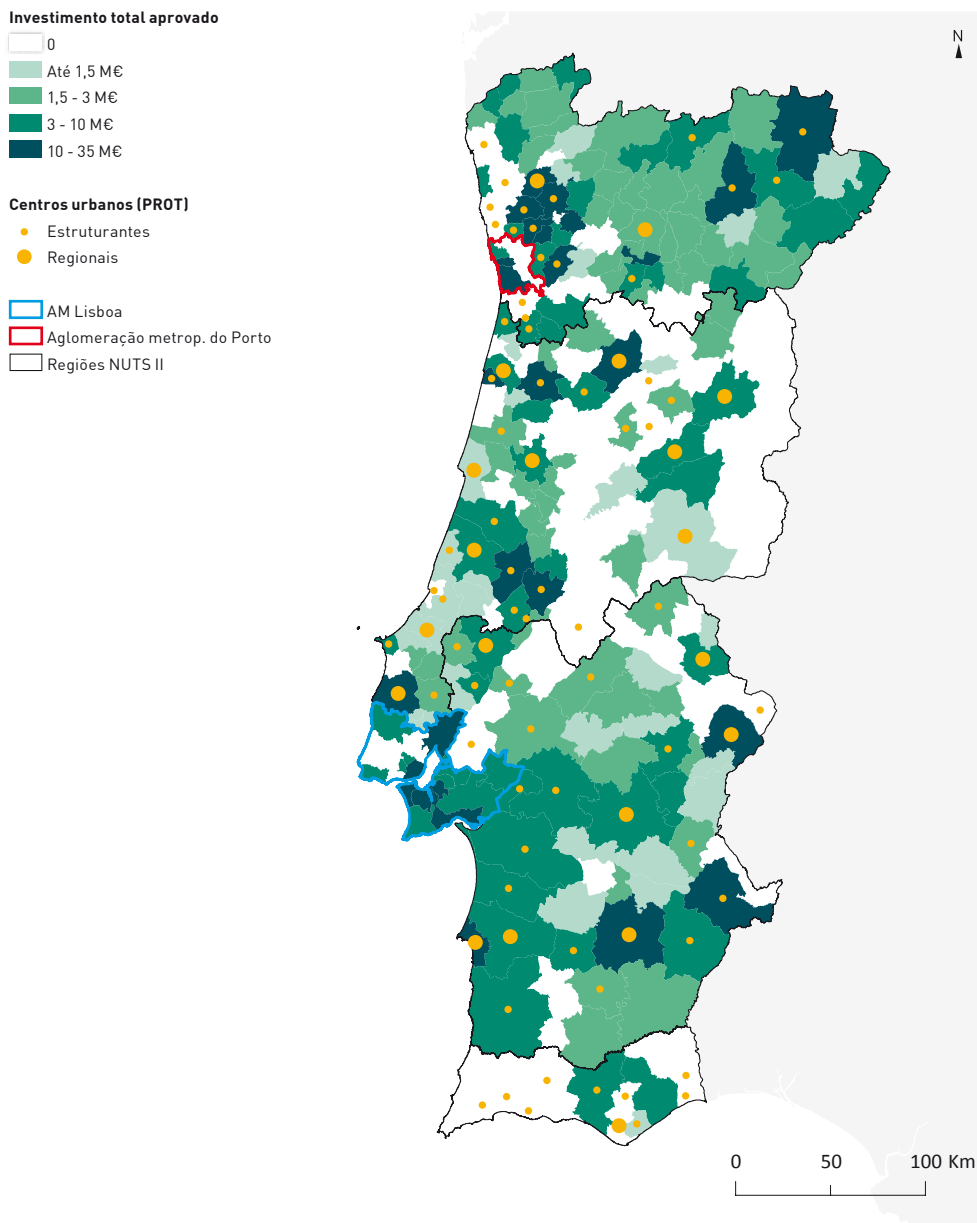 Investimento total aprovado
0
Até 1,5 M€
1,5 - 3 M€
3 - 10 M€
10 - 35 M€
Centros urbanos (PROT)
Estruturantes
Regionais
AM Lisboa
Aglomeração metrop. do Porto
Regiões NUTS II
N
0 50 100 Km